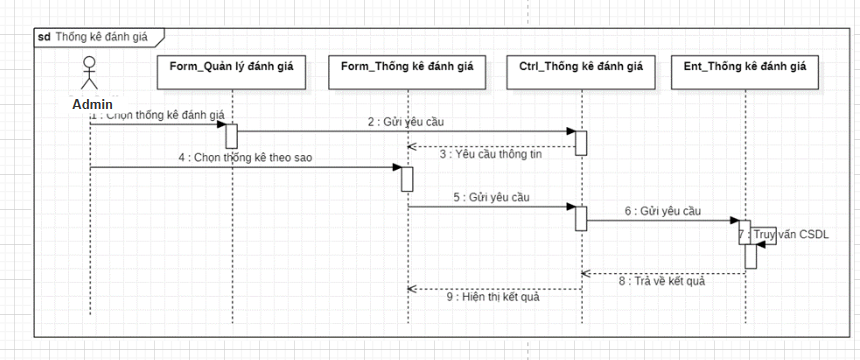 sd Thống kê đánh giá
Form_Quản lý đánh giá
Form_Thống kê đánh giá
Ctrl_Thống kê đánh giá
Ent_Thống kê đánh giá
Admin
1 : Chọn thống kê đánh giá
2 : Gửi yêu cầu
3 : Yêu cầu thông tin
4 : Chọn thống kê theo sao
5 : Gửi yêu cầu
6 : Gửi yêu cầu
7 : Truy vấn CSDL
8 : Trả về kết quả
9 : Hiện thị kết quả